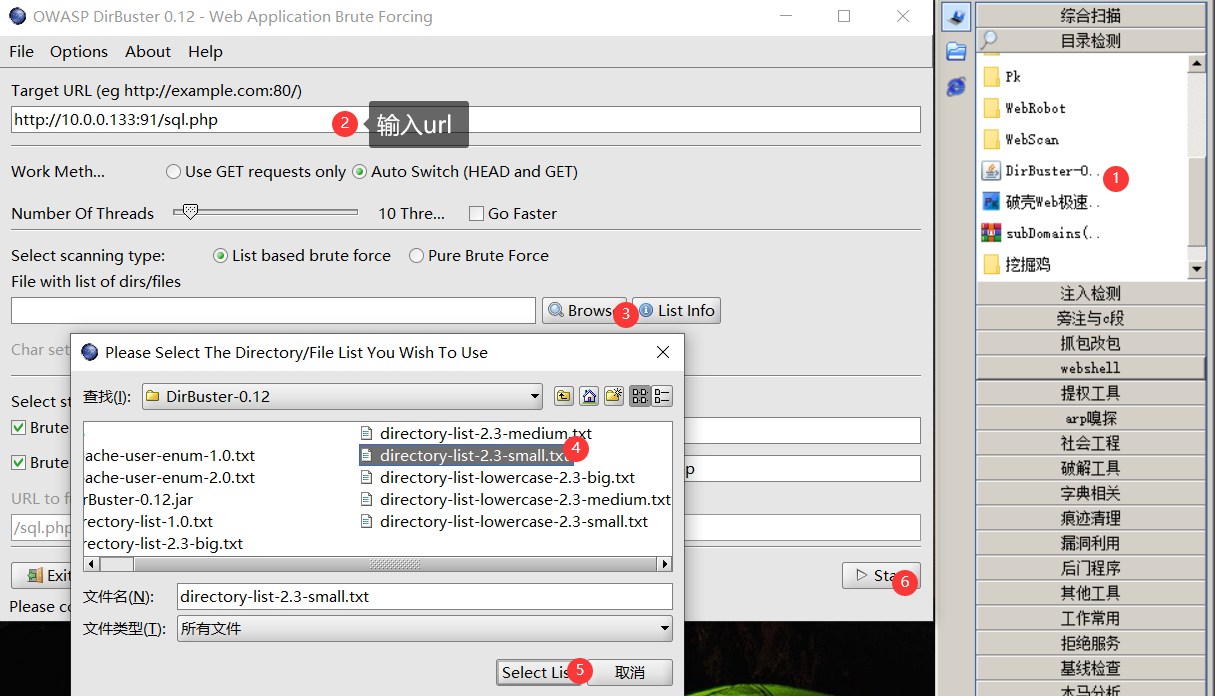 OWASP DirBuster 0.12 - Web Application Brute Forcing
File Options About Help
Target URL (eg http://example.com:80/)
http://10.0.0.133:91/sql.php
2
输入url
Work Meth...
Use GET requests only
Auto Switch (HEAD and GET)
Number Of Threads
10 Thre...
Go Faster
Select scanning type:
List based brute force
Pure Brute Force
File with list of dirs/files
Brows
3
List Info
Char set
Select st
Brute
Brute
p
URL to f
/sql.php
Exit
Sta
6
Please co
Please Select The Directory/File List You Wish To Use
查找(I):
DirBuster-0.12
ache-user-enum-1.0.txt
ache-user-enum-2.0.txt
rBuster-0.12.jar
rectory-list-1.0.txt
rectory-list-2.3-big.txt
directory-list-2.3-medium.txt
directory-list-2.3-small.txt
4
directory-list-lowercase-2.3-big.txt
directory-list-lowercase-2.3-medium.txt
directory-list-lowercase-2.3-small.txt
文件名(N):
directory-list-2.3-small.txt
文件类型(T):
所有文件
Select Lis
5
取消
综合扫描
目录检测
Pk
WebRobot
WebScan
DirBuster-0..
1
破壳Web极速..
subDomains(..
挖掘鸡
注入检测
旁注与c段
抓包改包
webshell
提权工具
arp嗅探
社会工程
破解工具
字典相关
痕迹清理
漏洞利用
后门程序
其他工具
工作常用
拒绝服务
基线检查
木马分析